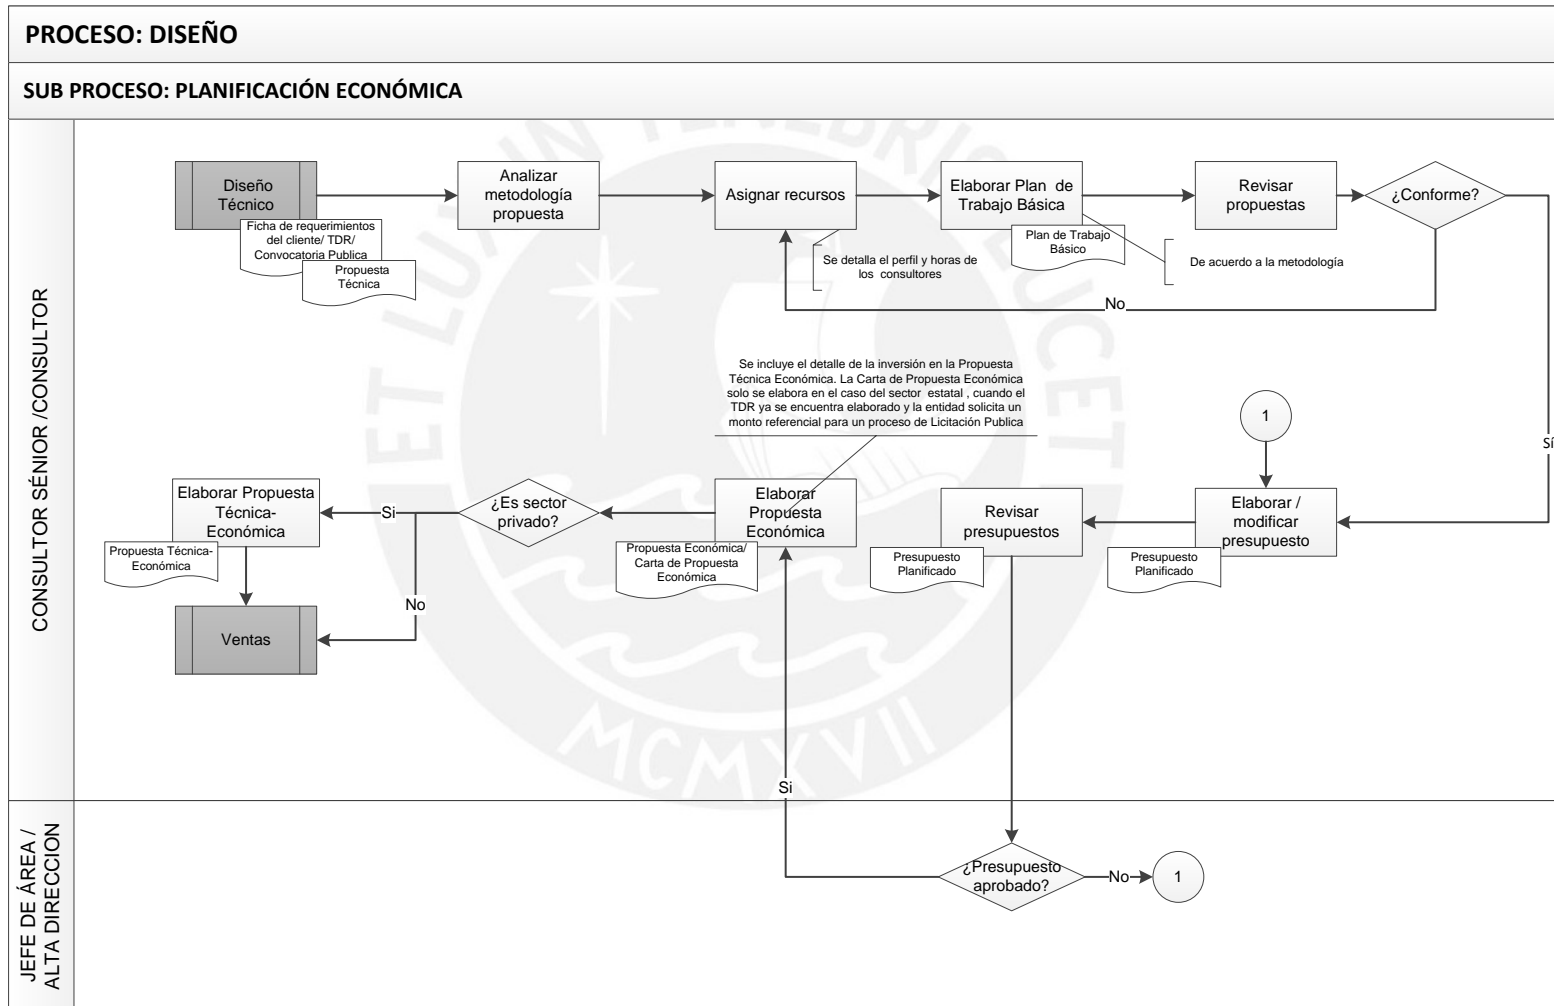 PROCESO: DISEÑO
SUB PROCESO: PLANIFICACIÓN ECONÓMICA
CONSULTOR SÉNIOR /CONSULTOR
Diseño
Técnico
Ficha de requerimientos
del cliente/ TDR/
Convocatoria Publica
Propuesta
Técnica
Analizar
metodología
propuesta
Asignar recursos
Se detalla el perfil y horas de
los consultores
Elaborar Plan de
Trabajo Básica
Plan de Trabajo
Básico
De acuerdo a la metodología
Revisar
propuestas
¿Conforme?
No
Sí
Se incluye el detalle de la inversión en la Propuesta
Técnica Económica. La Carta de Propuesta Económica
solo se elabora en el caso del sector estatal , cuando el
TDR ya se encuentra elaborado y la entidad solicita un
monto referencial para un proceso de Licitación Publica
1
Elaborar Propuesta
Técnica-
Económica
Propuesta Técnica-
Económica
Si
¿Es sector
privado?
No
Ventas
Elaborar
Propuesta
Económica
Propuesta Económica/
Carta de Propuesta
Económica
Revisar
presupuestos
Presupuesto
Planificado
Elaborar /
modificar
presupuesto
Presupuesto
Planificado
Si
JEFE DE ÁREA /
ALTA DIRECCION
¿Presupuesto
aprobado?
No
1
ET LUX IN TENEBRIS LUCET
MCMXVII